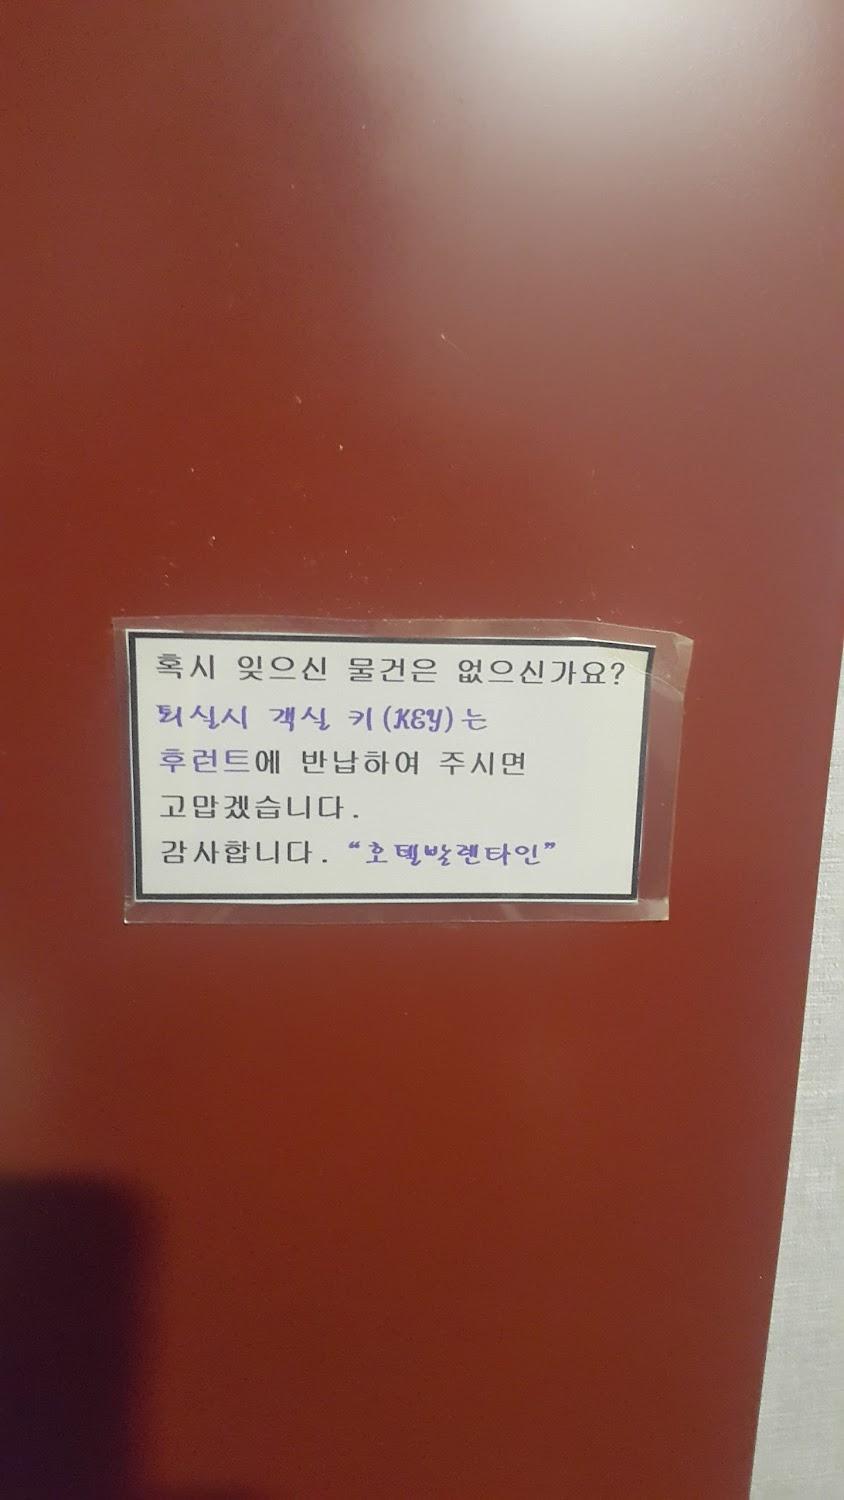 혹시 잊으신 물건은 없으신가요?
퇴실시 객실 키(KEY)는
후런트에 반납하여 주시면
고맙겠습니다.
감사합니다. “호텔발렌타인”